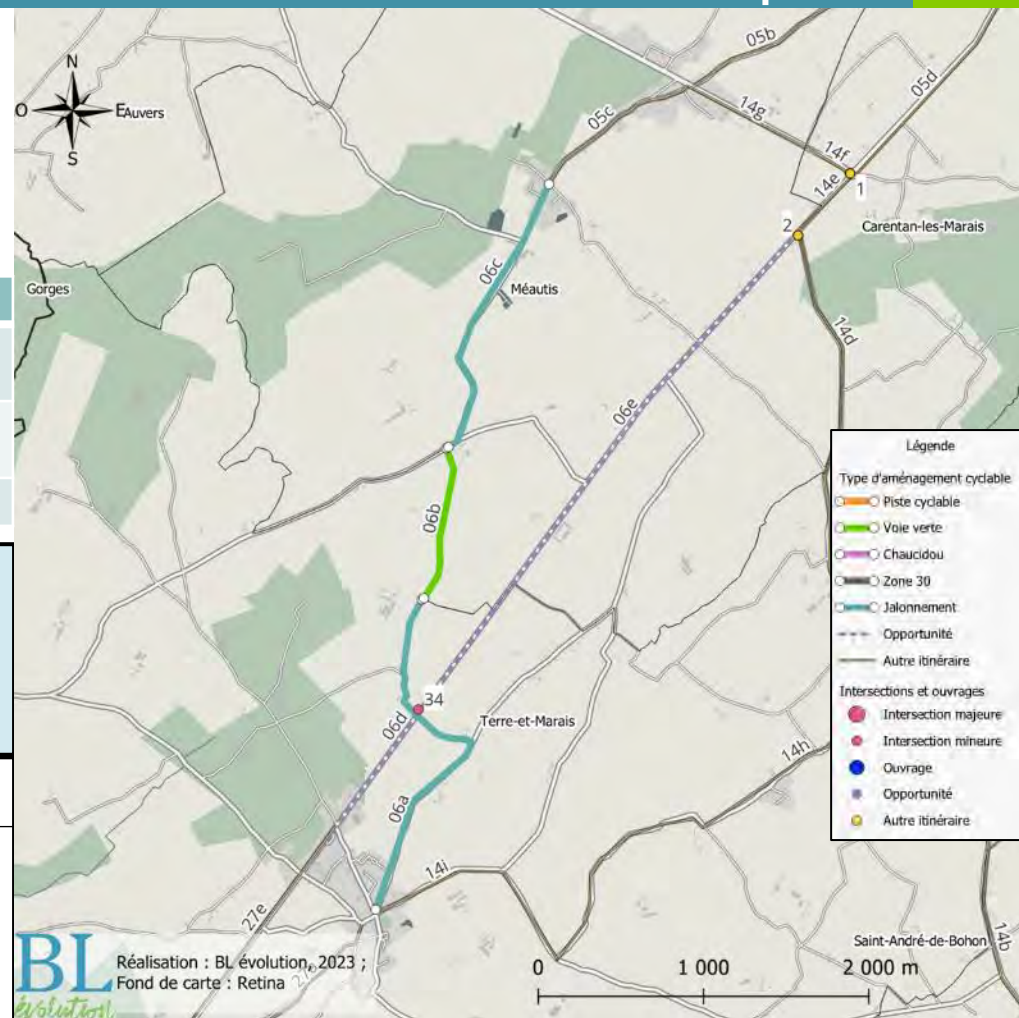 N
O
E
S
Auvers
05b
05c
14g
05d
14f
14e
1
2
Carentan-les-Marais
Gorges
06c
Méautis
14d
06e
06b
34
06d
Terre-et-Marais
06a
14h
14i
27e
Saint-André-de-Bohon
14b
Légende
Type d'aménagement cyclable
Piste cyclable
Voie verte
Chaucidou
Zone 30
Jalonnement
Opportunité
Autre itinéraire
Intersections et ouvrages
Intersection majeure
Intersection mineure
Ouvrage
Opportunité
Autre itinéraire
BL
évolution
Réalisation : BL évolution, 2023 ;
Fond de carte : Retina
0 1 000 2 000 m